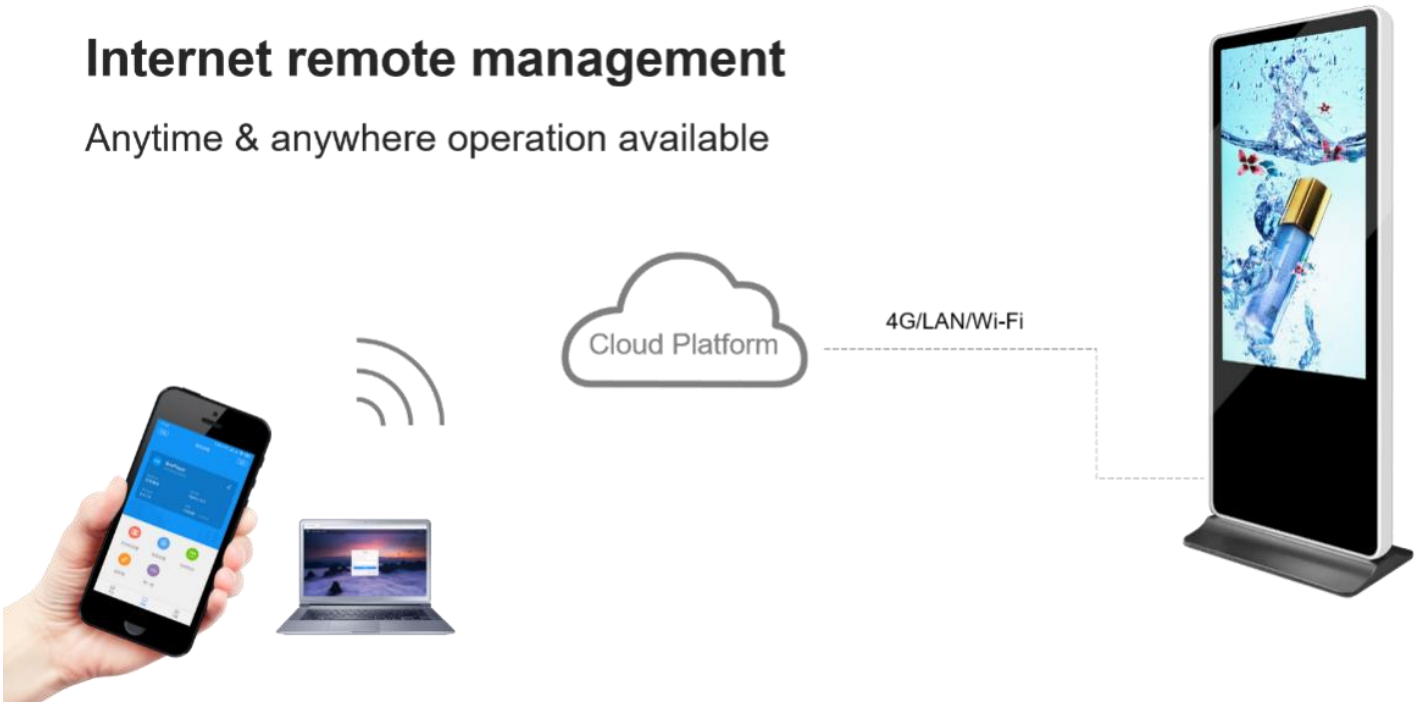 Internet remote management
Anytime & anywhere operation available
Cloud Platform
4G/LAN/Wi-Fi